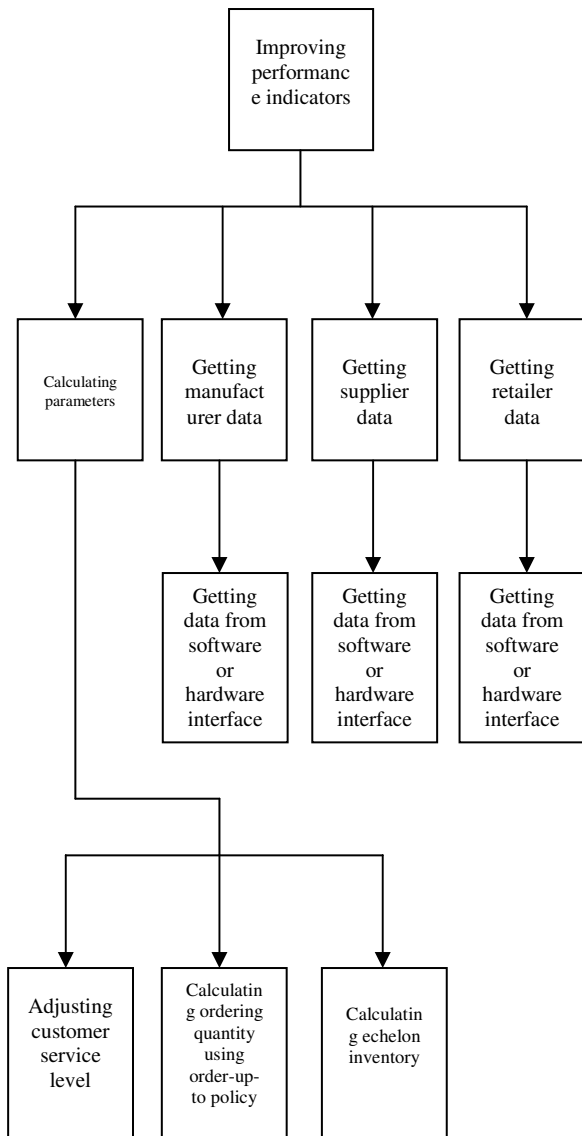 Improving
performanc
e indicators
Calculating
parameters
Getting
manufact
urer data
Getting
supplier
data
Getting
retailer
data
Getting
data from
software
or
hardware
interface
Getting
data from
software
or
hardware
interface
Getting
data from
software
or
hardware
interface
Adjusting
customer
service
level
Calculatin
g ordering
quantity
using
order-up-
to policy
Calculatin
g echelon
inventory